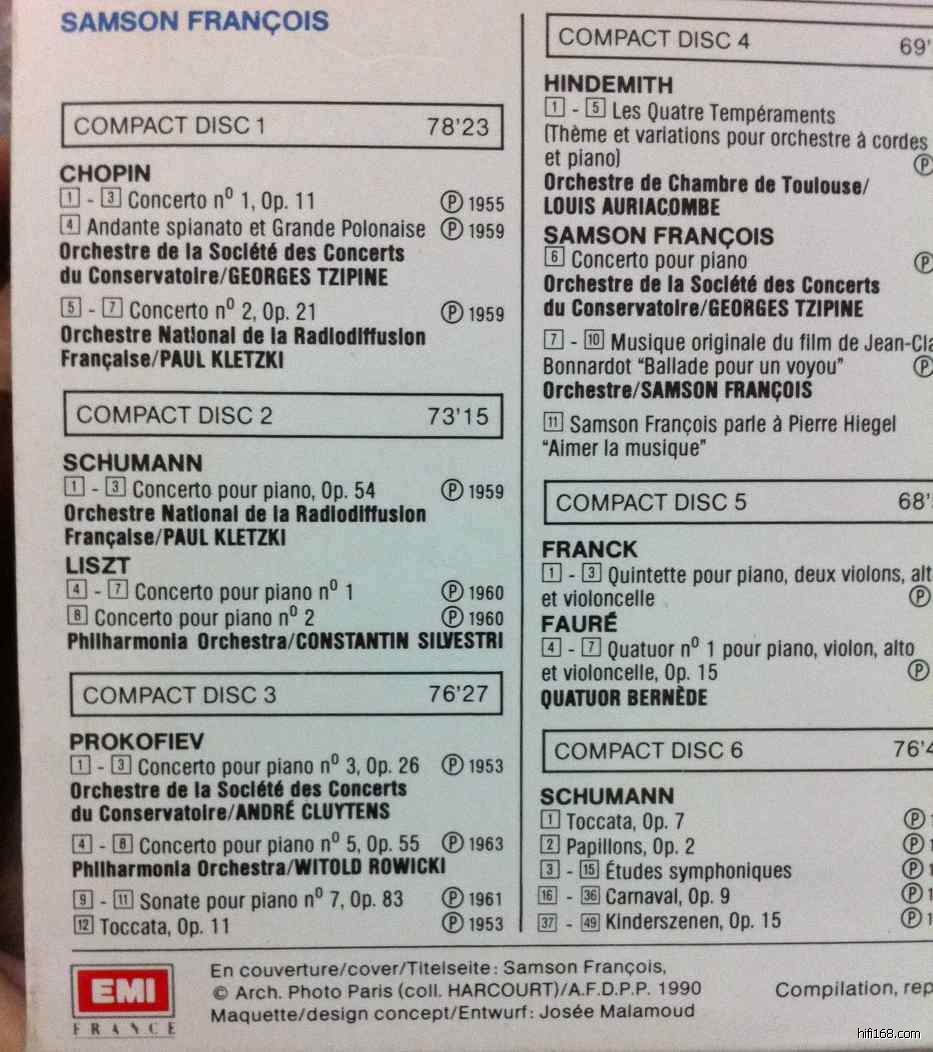 SAMSON FRANÇOIS
COMPACT DISC 1 78'23
CHOPIN
1 - 3 Concerto nº 1, Op. 11 Ⓟ 1955
4 Andante spianato et Grande Polonaise Ⓟ 1959
Orchestre de la Société des Concerts
du Conservatoire/GEORGES TZIPINE
5 - 7 Concerto nº 2, Op. 21 Ⓟ 1959
Orchestre National de la Radiodiffusion
Française/PAUL KLETZKI
COMPACT DISC 2 73'15
SCHUMANN
1 - 3 Concerto pour piano, Op. 54 Ⓟ 1959
Orchestre National de la Radiodiffusion
Française/PAUL KLETZKI
LISZT
4 - 7 Concerto pour piano nº 1 Ⓟ 1960
8 Concerto pour piano nº 2 Ⓟ 1960
Philharmonia Orchestra/CONSTANTIN SILVESTRI
COMPACT DISC 3 76'27
PROKOFIEV
1 - 3 Concerto pour piano nº 3, Op. 26 Ⓟ 1953
Orchestre de la Société des Concerts
du Conservatoire/ANDRÉ CLUYTENS
4 - 8 Concerto pour piano nº 5, Op. 55 Ⓟ 1963
Philharmonia Orchestra/WITOLD ROWICKI
9 - 11 Sonate pour piano nº 7, Op. 83 Ⓟ 1961
12 Toccata, Op. 11 Ⓟ 1953
COMPACT DISC 4 69'
HINDEMITH
1 - 5 Les Quatre Tempéraments
(Thème et variations pour orchestre à cordes
et piano) Ⓟ
Orchestre de Chambre de Toulouse/
LOUIS AURIACOMBE
SAMSON FRANÇOIS
6 Concerto pour piano Ⓟ
Orchestre de la Société des Concerts
du Conservatoire/GEORGES TZIPINE
7 - 10 Musique originale du film de Jean-Cla
Bonnardot "Ballade pour un voyou" Ⓟ
Orchestre/SAMSON FRANÇOIS
11 Samson François parle à Pierre Hiegel
"Aimer la musique"
COMPACT DISC 5 68'
FRANCK
1 - 3 Quintette pour piano, deux violons, alt
et violoncelle Ⓟ
FAURÉ
4 - 7 Quatuor nº 1 pour piano, violon, alto
et violoncelle, Op. 15 Ⓟ
QUATUOR BERNÈDE
COMPACT DISC 6 76'4
SCHUMANN
1 Toccata, Op. 7 Ⓟ 1
2 Papillons, Op. 2 Ⓟ 1
3 - 15 Études symphoniques Ⓟ 1
16 - 36 Carnaval, Op. 9 Ⓟ 1
37 - 49 Kinderszenen, Op. 15 Ⓟ 1
EMI
FRANCE
En couverture/cover/Titelseite: Samson François,
© Arch. Photo Paris (coll. HARCOURT)/A.F.D.P.P. 1990
Maquette/design concept/Entwurf: Josée Malamoud
Compilation, rep
hifi168.com